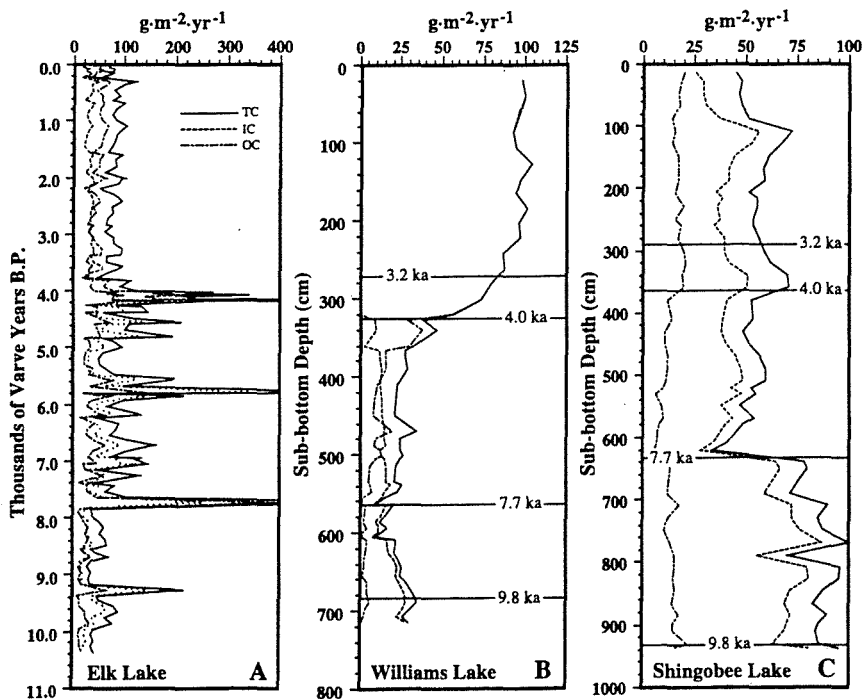 g·m⁻²·yr⁻¹
0 100 200 300 400
Thousands of Varve Years B.P.
0.0
1.0
2.0
3.0
4.0
5.0
6.0
7.0
8.0
9.0
10.0
11.0
TC
IC
OC
Elk Lake A
g·m⁻²·yr⁻¹
0 25 50 75 100 125
Sub-bottom Depth (cm)
0
100
200
300
400
500
600
700
800
3.2 ka
4.0 ka
7.7 ka
9.8 ka
Williams Lake B
g·m⁻²·yr⁻¹
0 25 50 75 100
Sub-bottom Depth (cm)
0
100
200
300
400
500
600
700
800
900
1000
3.2 ka
4.0 ka
7.7 ka
9.8 ka
Shingobee Lake C